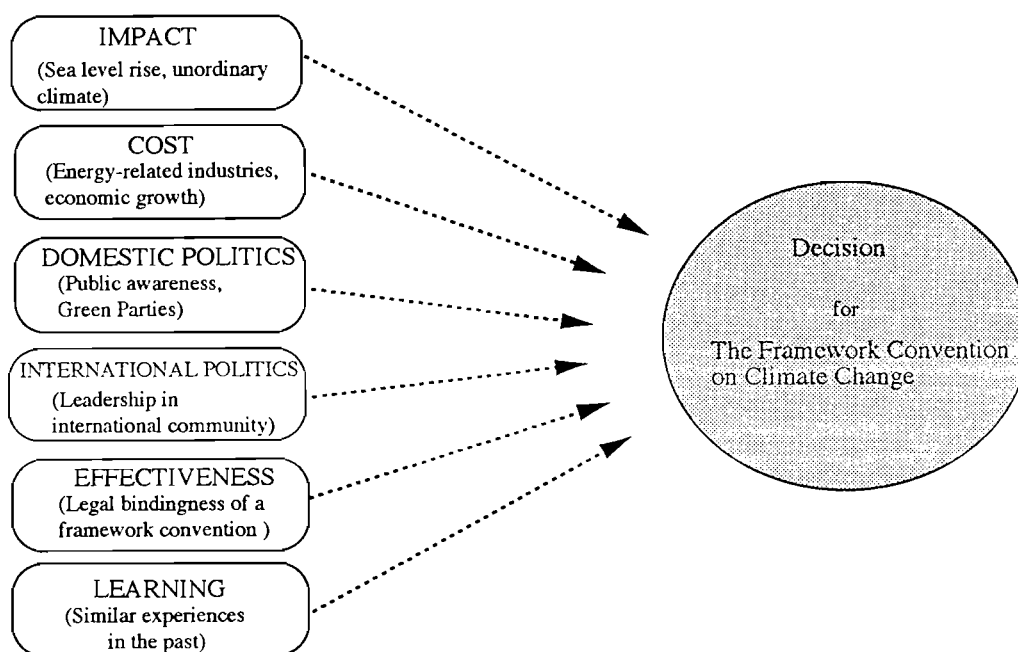 IMPACT
(Sea level rise, unordinary
climate)
COST
(Energy-related industries,
economic growth)
DOMESTIC POLITICS
(Public awareness,
Green Parties)
INTERNATIONAL POLITICS
(Leadership in
international community)
EFFECTIVENESS
(Legal bindingness of a
framework convention )
LEARNING
(Similar experiences
in the past)
Decision
for
The Framework Convention
on Climate Change